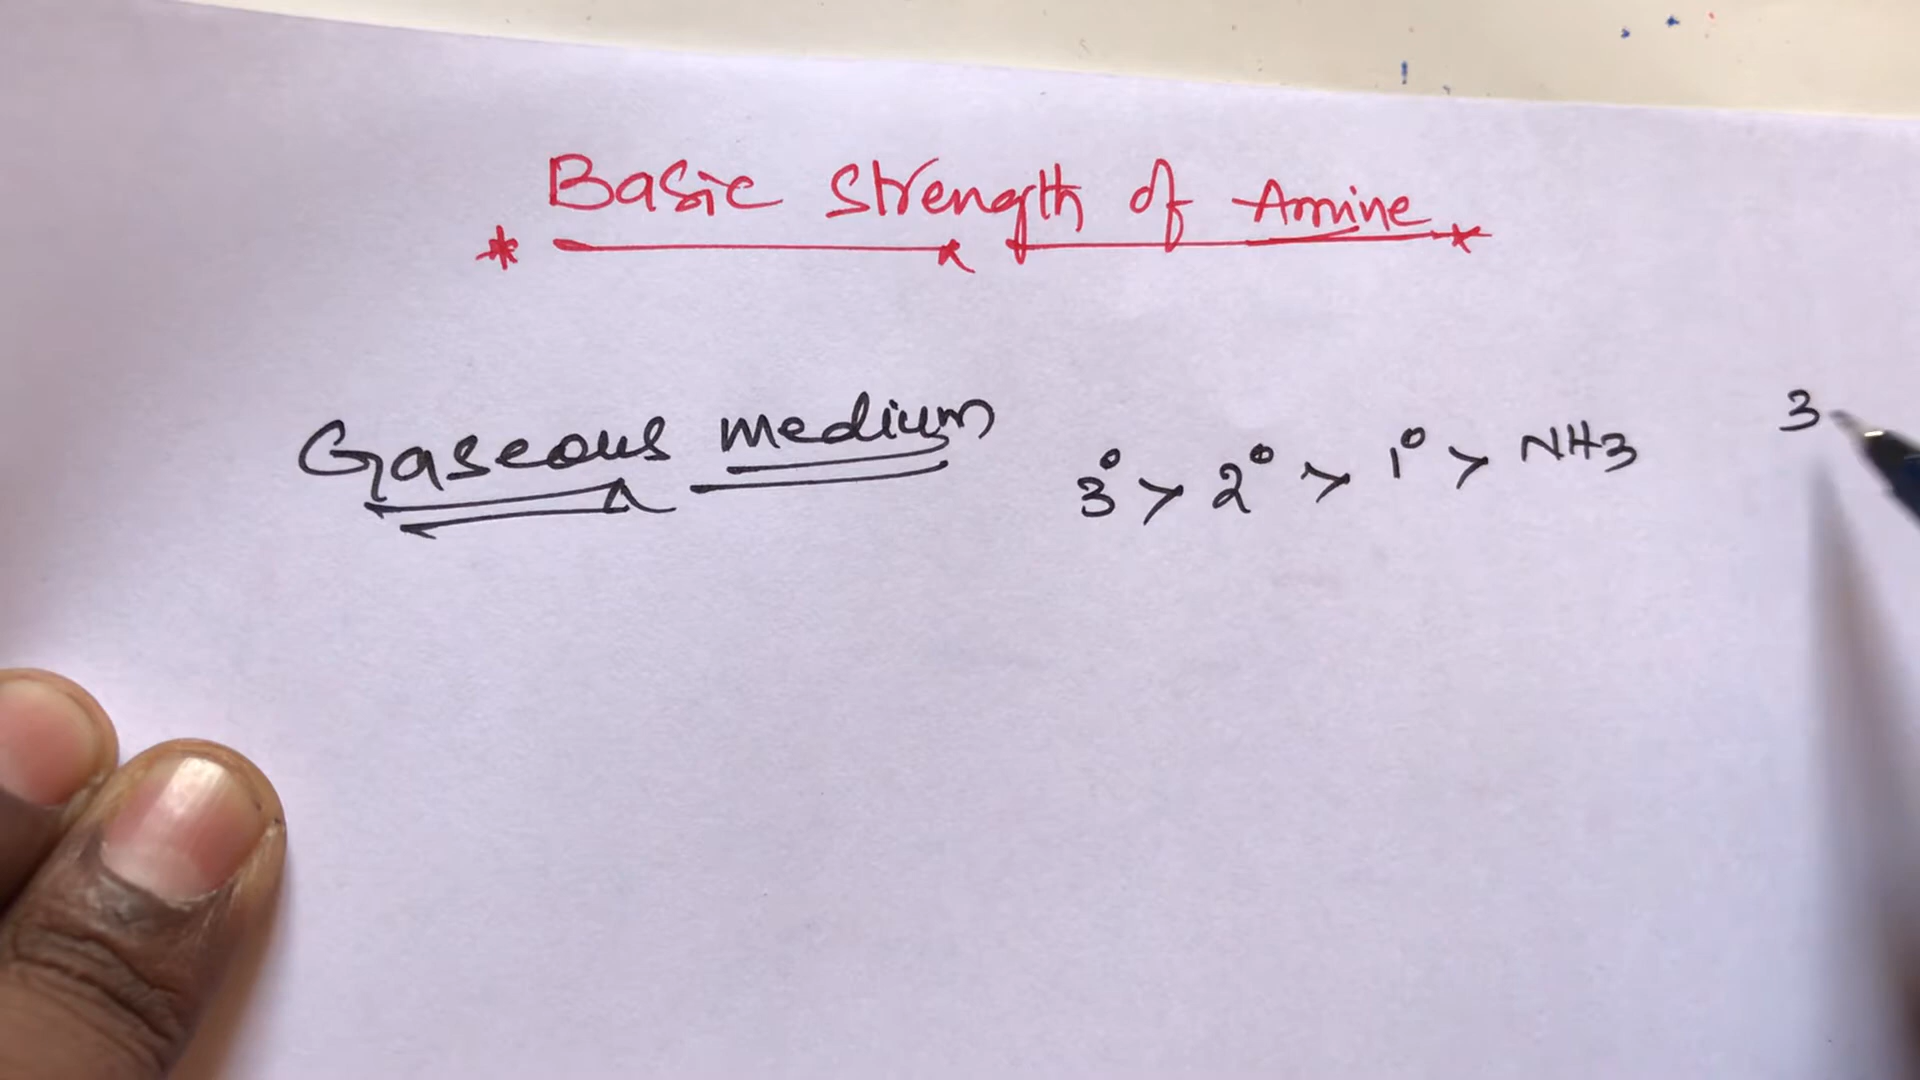 Basic Strength of Amine
Gaseous medium 3° > 2° > 1° > NH3 3